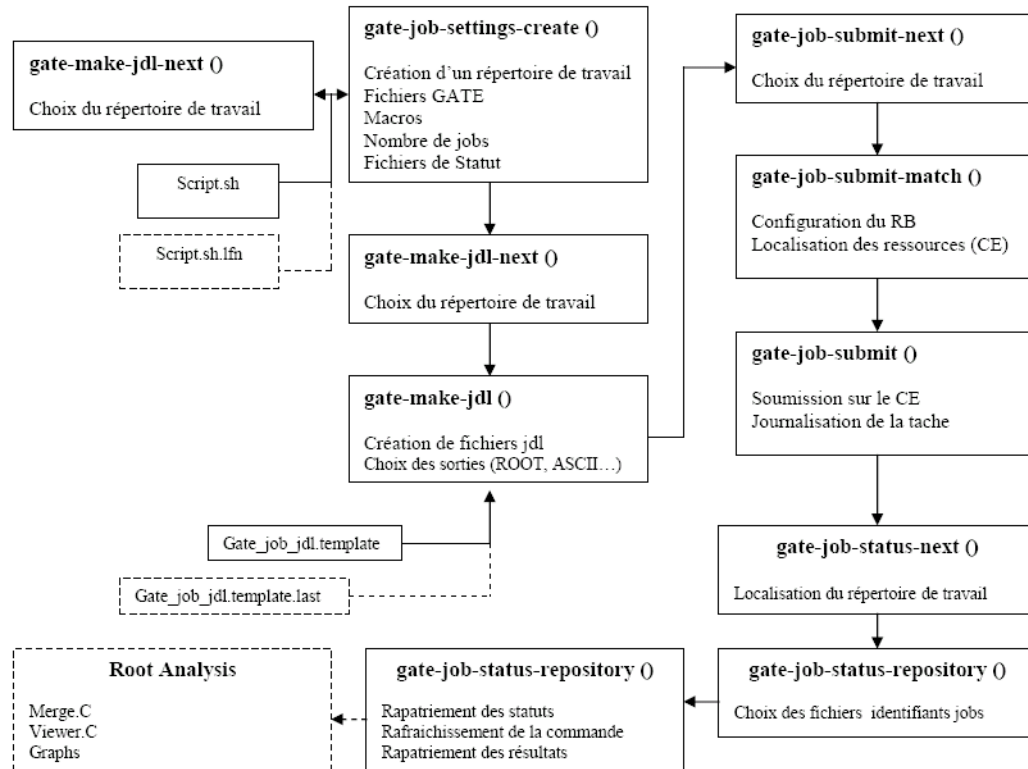 gate-make-jdl-next ()
Choix du répertoire de travail
Script.sh
Script.sh.lfn
gate-job-settings-create ()
Création d’un répertoire de travail
Fichiers GATE
Macros
Nombre de jobs
Fichiers de Statut
gate-make-jdl-next ()
Choix du répertoire de travail
gate-make-jdl ()
Création de fichiers jdl
Choix des sorties (ROOT, ASCII…)
Gate_job_jdl.template
Gate_job_jdl.template.last
gate-job-submit-next ()
Choix du répertoire de travail
gate-job-submit-match ()
Configuration du RB
Localisation des ressources (CE)
gate-job-submit ()
Soumission sur le CE
Journalisation de la tache
gate-job-status-next ()
Localisation du répertoire de travail
gate-job-status-repository ()
Choix des fichiers identifiants jobs
gate-job-status-repository ()
Rapatriement des statuts
Rafraichissement de la commande
Rapatriement des résultats
Root Analysis
Merge.C
Viewer.C
Graphs